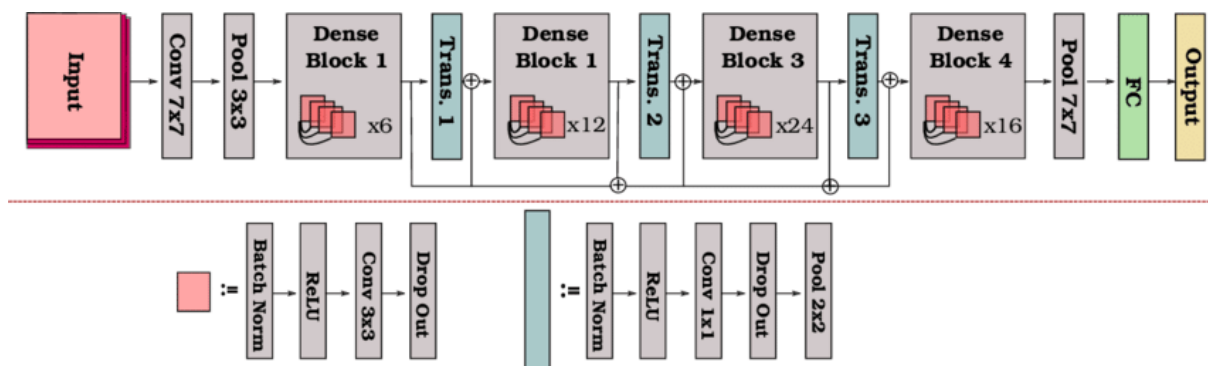 Input
Conv 7x7
Pool 3x3
Dense
Block 1
x6
Trans. 1
Dense
Block 1
x12
Trans. 2
Dense
Block 3
x24
Trans. 3
Dense
Block 4
x16
Pool 7x7
FC
Output
::=
Batch Norm
ReLU
Conv 3x3
Drop Out
::=
Batch Norm
ReLU
Conv 1x1
Drop Out
Pool 2x2